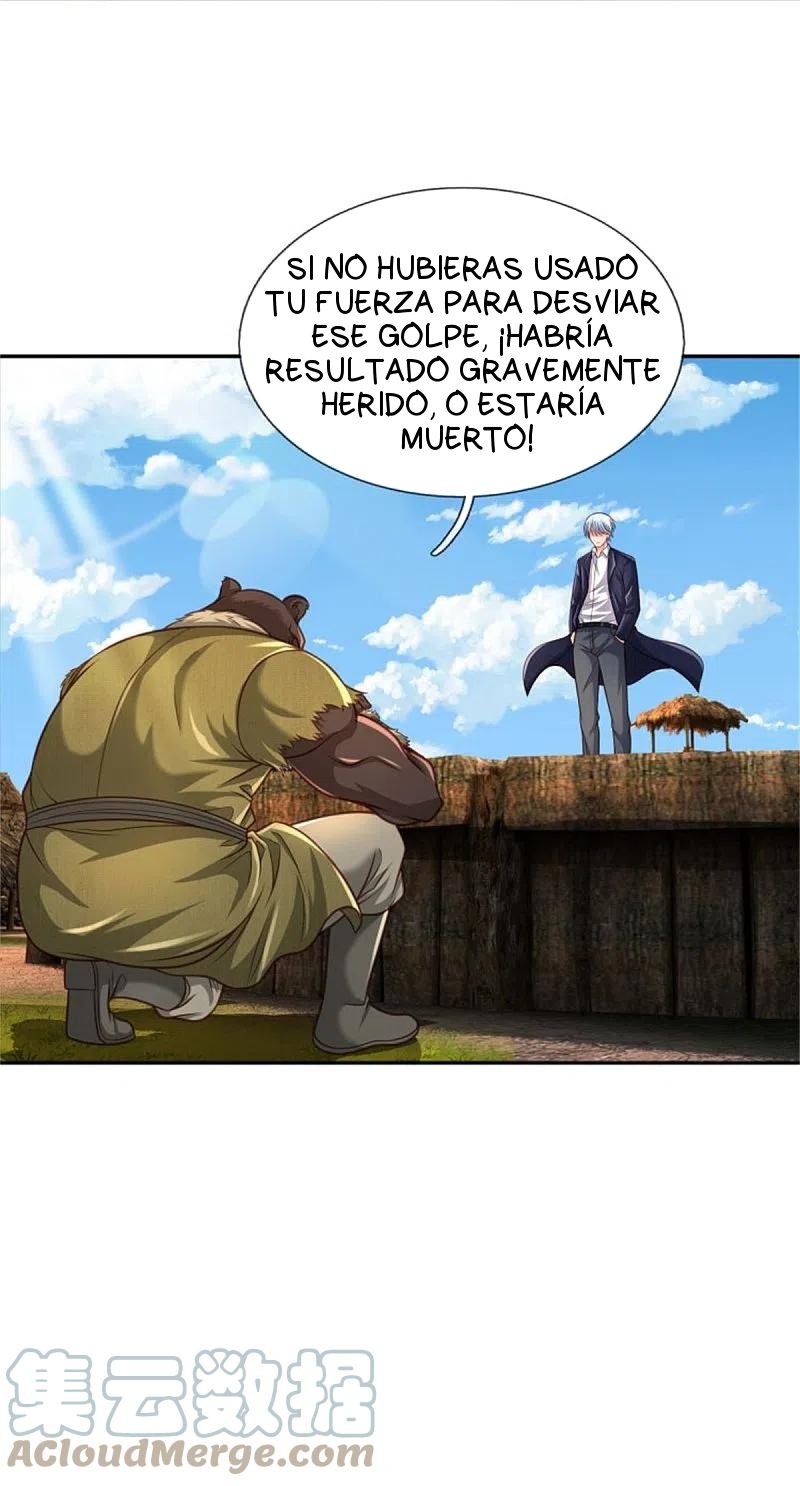 SI NO HUBIERAS USADO
TU FUERZA PARA DESVIAR
ESE GOLPE, ¡HABRÍA
RESULTADO GRAVEMENTE
HERIDO, O ESTARÍA
MUERTO!
集云数据
ACloudMerge.com